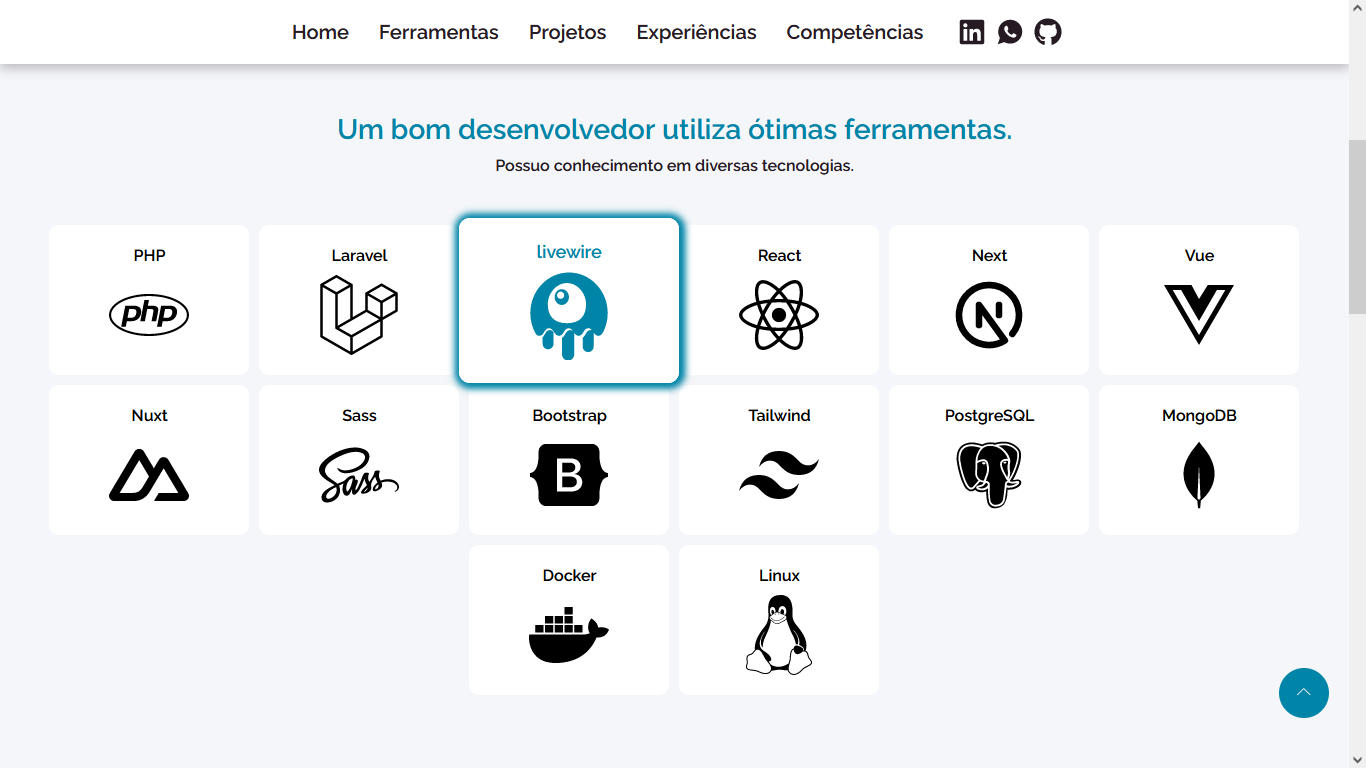 Home Ferramentas Projetos Experiências Competências in
Um bom desenvolvedor utiliza ótimas ferramentas.
Possuo conhecimento em diversas tecnologias.
PHP Laravel livewire React Next Vue
php N
Nuxt Sass Bootstrap Tailwind PostgreSQL MongoDB
Sass B
Docker Linux